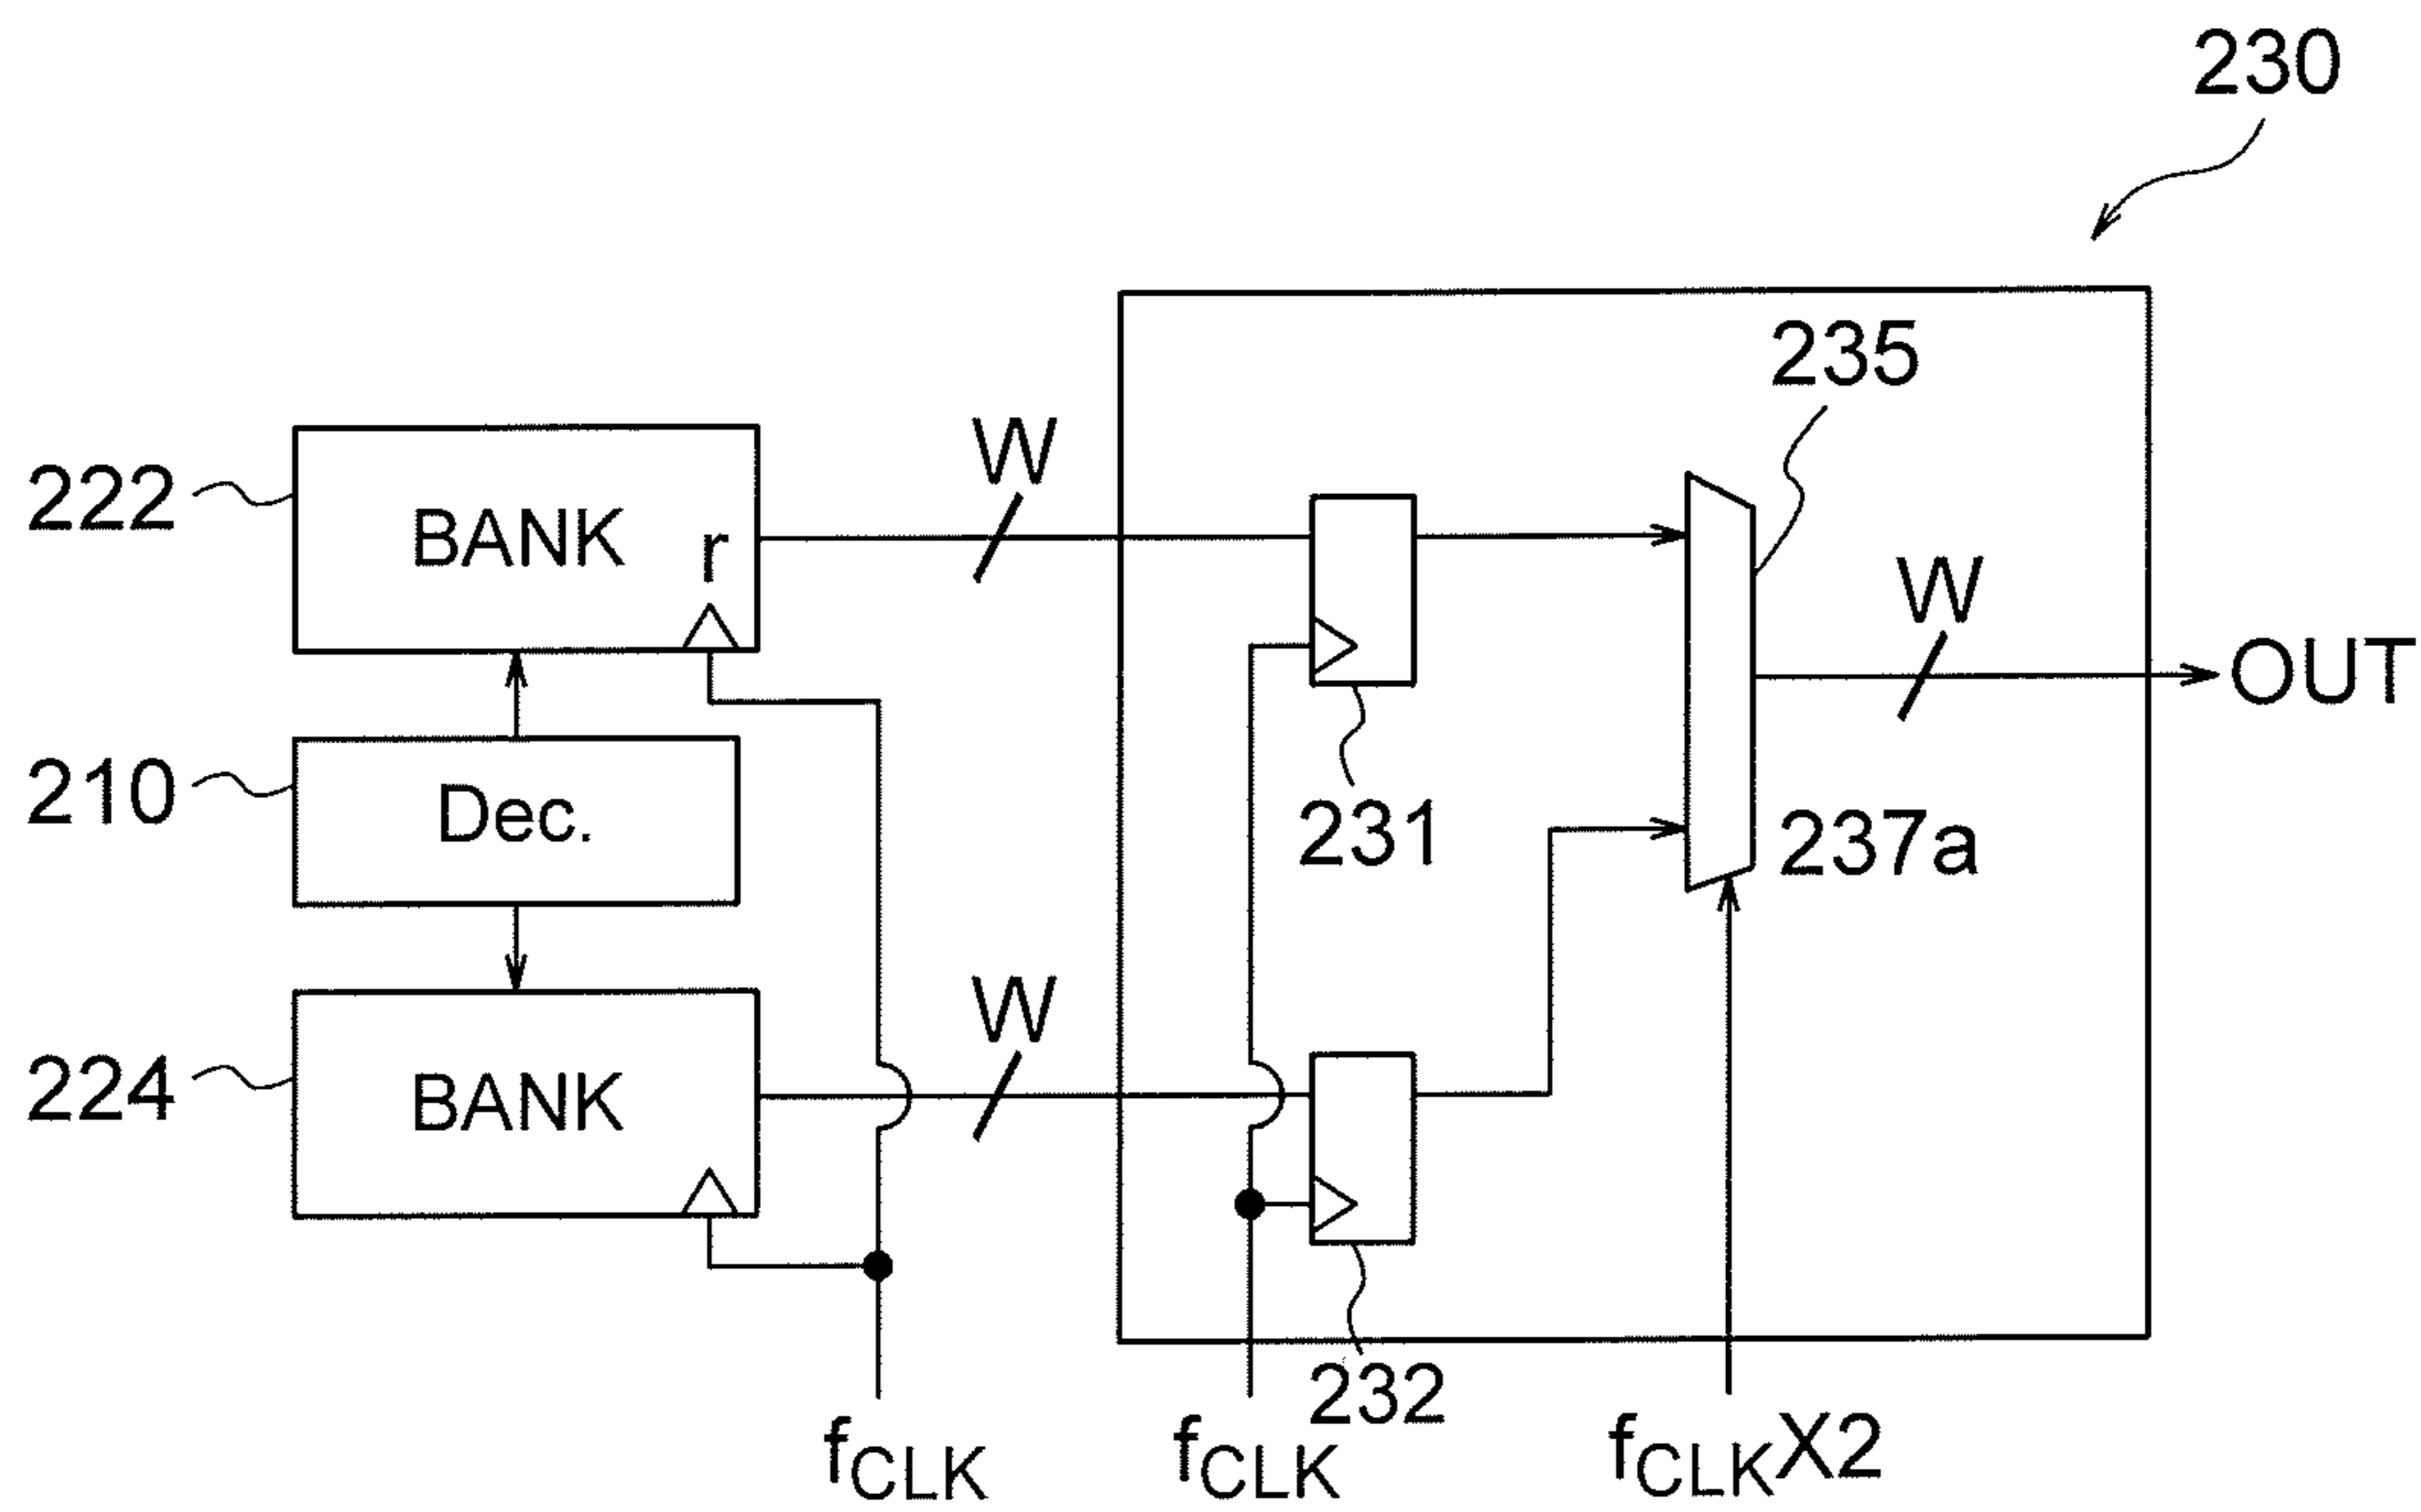 230
235
W
222
BANK
r
W
OUT
210
Dec.
231
237a
W
224
BANK
232
fCLK
fCLK
fCLKX2